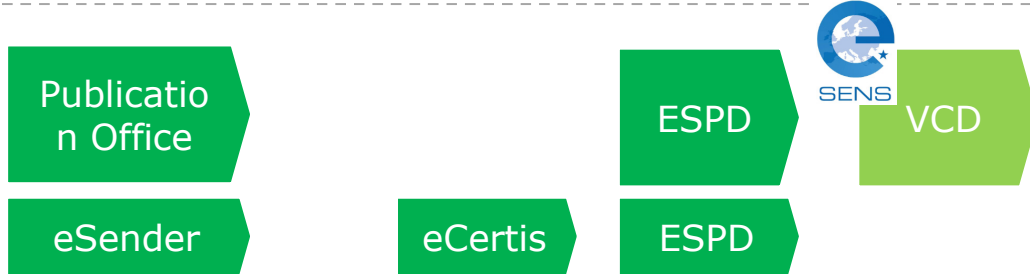 Publicatio
n Office
ESPD
e
SENS
VCD
eSender
eCertis
ESPD